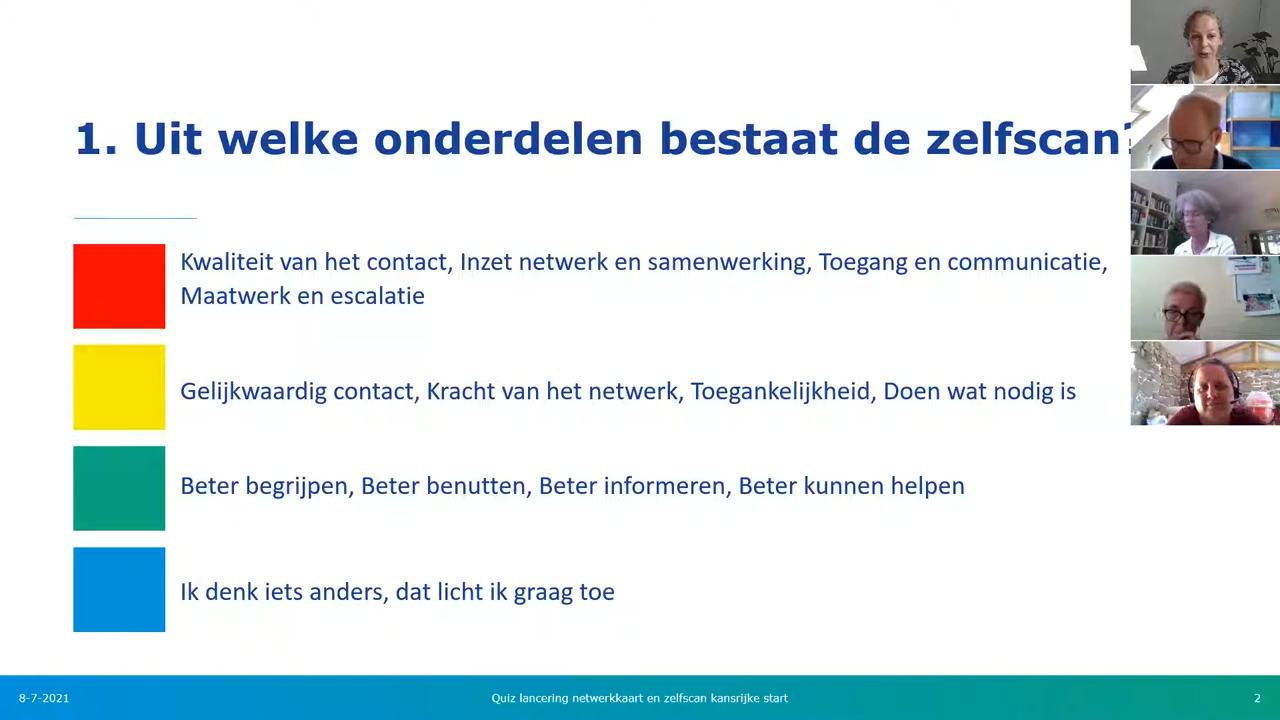 1. Uit welke onderdelen bestaat de zelfscan?
Kwaliteit van het contact, Inzet netwerk en samenwerking, Toegang en communicatie,
Maatwerk en escalatie
Gelijkwaardig contact, Kracht van het netwerk, Toegankelijkheid, Doen wat nodig is
Beter begrijpen, Beter benutten, Beter informeren, Beter kunnen helpen
Ik denk iets anders, dat licht ik graag toe
8-7-2021
Quiz lancering netwerkkaart en zelfscan kansrijke start
2